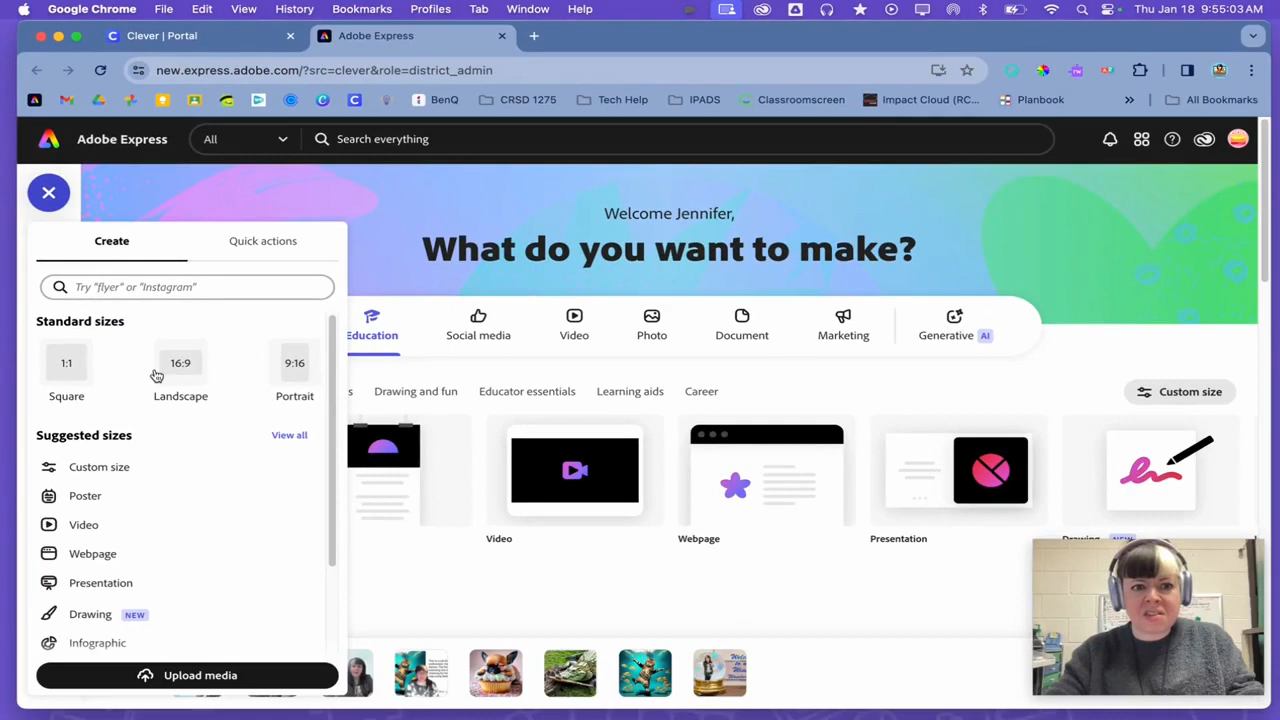 Google Chrome File Edit View History Bookmarks Profiles Tab Window Help Thu Jan 18 9:55:03 AM
Clever | Portal Adobe Express
new.express.adobe.com/?src=clever&role=district_admin
BenQ CRSD 1275 Tech Help IPADS Classroomscreen Impact Cloud (RC... Planbook » All Bookmarks
Adobe Express All Search everything
Welcome Jennifer,
What do you want to make?
Create Quick actions
Try "flyer" or "Instagram"
Standard sizes
1:1 16:9 9:16
Square Landscape Portrait
Suggested sizes View all
Custom size
Poster
Video
Webpage
Presentation
Drawing NEW
Infographic
Upload media
Education Social media Video Photo Document Marketing Generative AI
Drawing and fun Educator essentials Learning aids Career Custom size
Video Webpage Presentation Drawing NEW